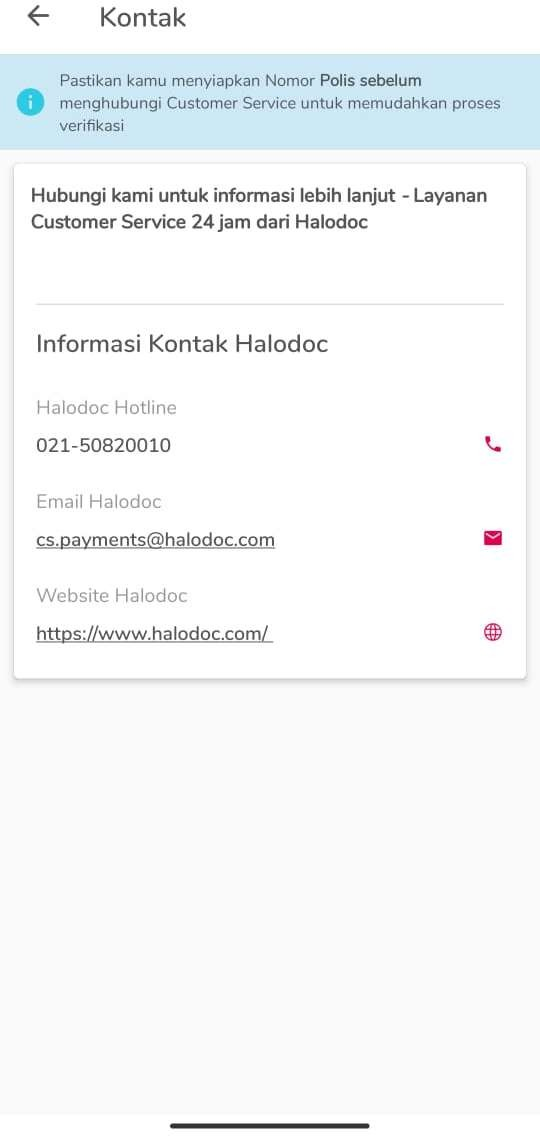 Kontak
Pastikan kamu menyiapkan Nomor Polis sebelum
menghubungi Customer Service untuk memudahkan proses
verifikasi
Hubungi kami untuk informasi lebih lanjut - Layanan
Customer Service 24 jam dari Halodoc
Informasi Kontak Halodoc
Halodoc Hotline
021-50820010
Email Halodoc
cs.payments@halodoc.com
Website Halodoc
https://www.halodoc.com/